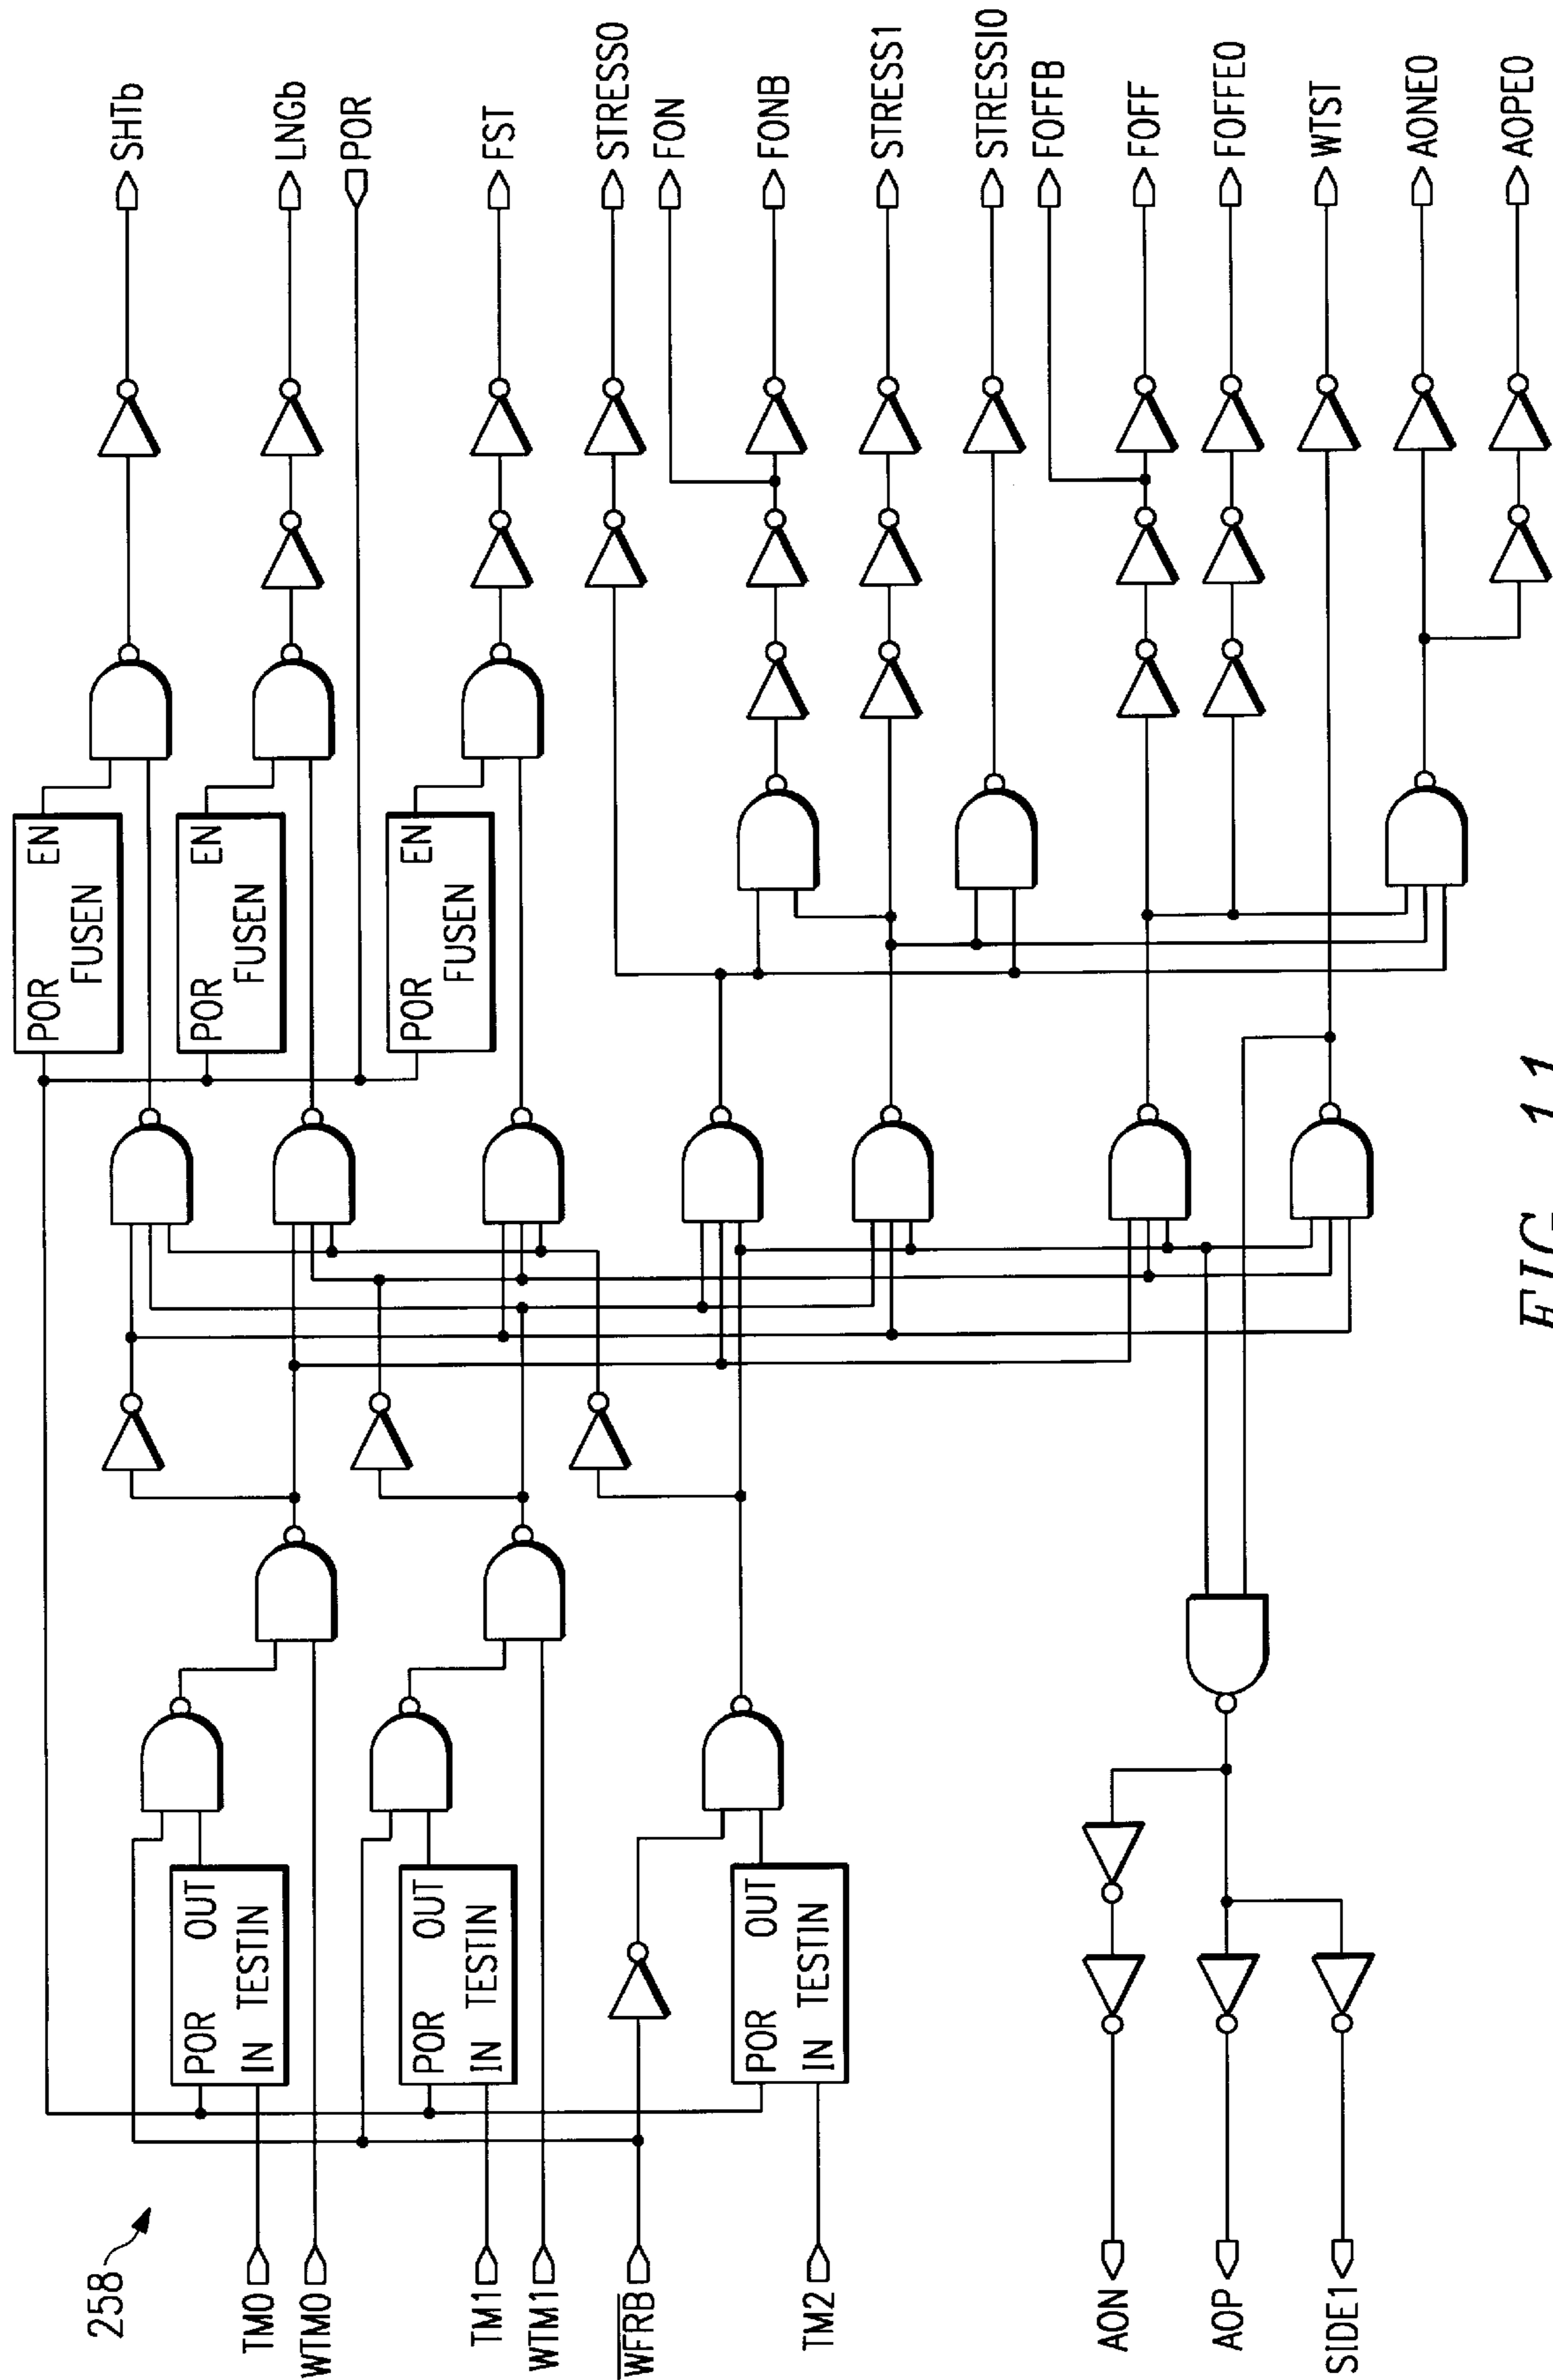 258
TM0
WTM0
TM1
WTM1
WFRB
TM2
POR OUT
IN TESTIN
POR OUT
IN TESTIN
POR OUT
IN TESTIN
POR EN
FUSEN
POR EN
FUSEN
POR EN
FUSEN
SHTb
LNGb
POR
FST
STRESS0
FON
FONB
STRESS1
STRESS10
FOFFB
FOFF
FOFFE0
WTST
AONE0
AOPE0
AON
AOP
SIDE1
FIG. 11